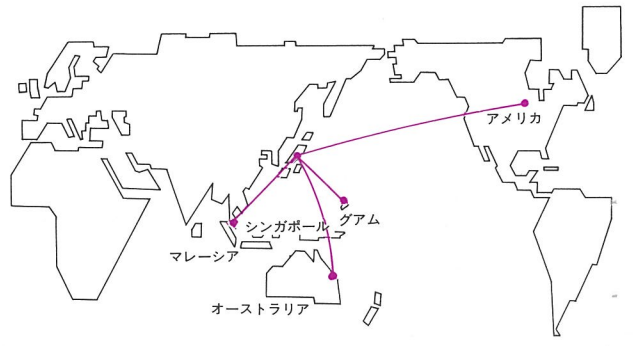 アメリカ
グアム
シンガポール
マレーシア
オーストラリア